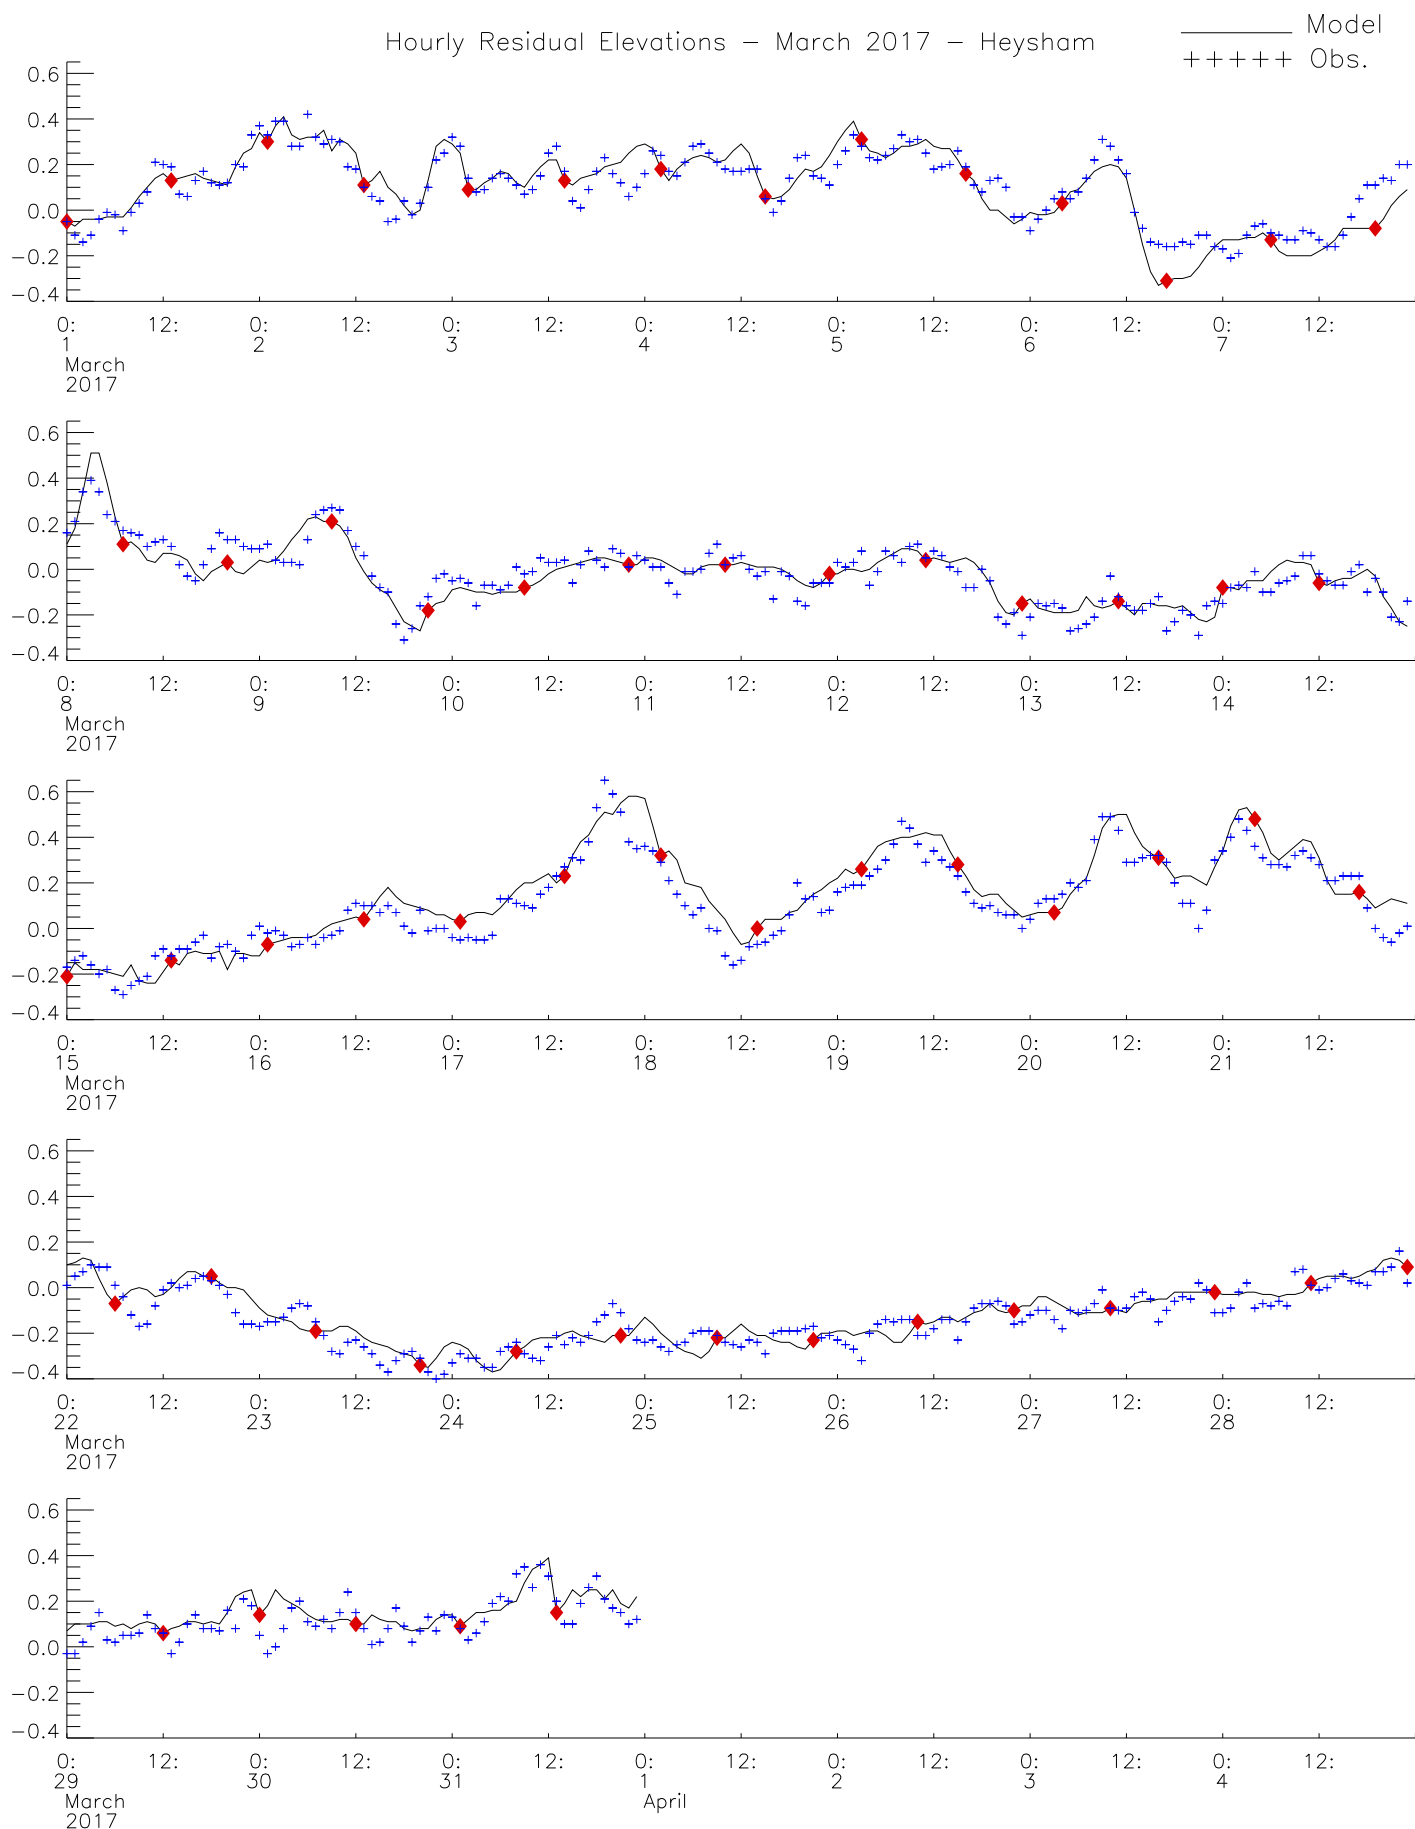 Hourly Residual Elevations − March 2017 − Heysham
Model
+++++ Obs.
0.6
0.4
0.2
0.0
−0.2
−0.4
0: 12: 0: 12: 0: 12: 0: 12: 0: 12: 0: 12: 0: 12:
1 2 3 4 5 6 7
March
2017
0.6
0.4
0.2
0.0
−0.2
−0.4
0: 12: 0: 12: 0: 12: 0: 12: 0: 12: 0: 12: 0: 12:
8 9 10 11 12 13 14
March
2017
0.6
0.4
0.2
0.0
−0.2
−0.4
0: 12: 0: 12: 0: 12: 0: 12: 0: 12: 0: 12: 0: 12:
15 16 17 18 19 20 21
March
2017
0.6
0.4
0.2
0.0
−0.2
−0.4
0: 12: 0: 12: 0: 12: 0: 12: 0: 12: 0: 12: 0: 12:
22 23 24 25 26 27 28
March
2017
0.6
0.4
0.2
0.0
−0.2
−0.4
0: 12: 0: 12: 0: 12: 0: 12: 0: 12: 0: 12: 0: 12:
29 30 31 1 2 3 4
March April
2017